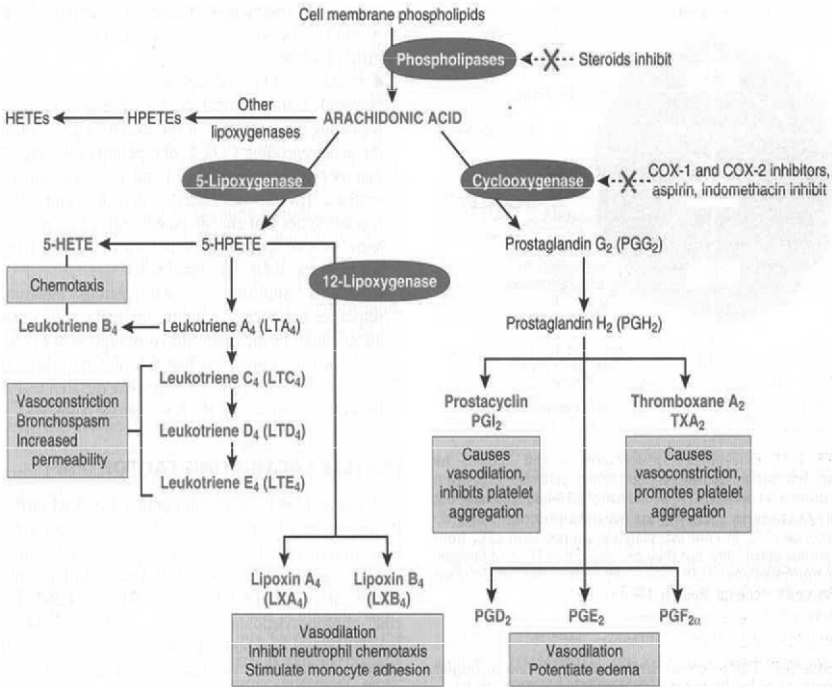 Cell membrane phospholipids
Phospholipases
Steroids inhibit
HETEs
HPETEs
Other
lipoxygenases
ARACHIDONIC ACID
5-Lipoxygenase
Cyclooxygenase
COX-1 and COX-2 inhibitors,
aspirin, indomethacin inhibit
5-HETE
5-HPETE
Prostaglandin G₂ (PGG₂)
Chemotaxis
12-Lipoxygenase
Leukotriene B₄
Leukotriene A₄ (LTA₄)
Prostaglandin H₂ (PGH₂)
Leukotriene C₄ (LTC₄)
Vasoconstriction
Bronchospasm
Increased
permeability
Leukotriene D₄ (LTD₄)
Leukotriene E₄ (LTE₄)
Prostacyclin
PGI₂
Thromboxane A₂
TXA₂
Causes
vasodilation,
inhibits platelet
aggregation
Causes
vasoconstriction,
promotes platelet
aggregation
Lipoxin A₄
(LXA₄)
Lipoxin B₄
(LXB₄)
Vasodilation
Inhibit neutrophil chemotaxis
Stimulate monocyte adhesion
PGD₂
PGE₂
PGF₂α
Vasodilation
Potentiate edema